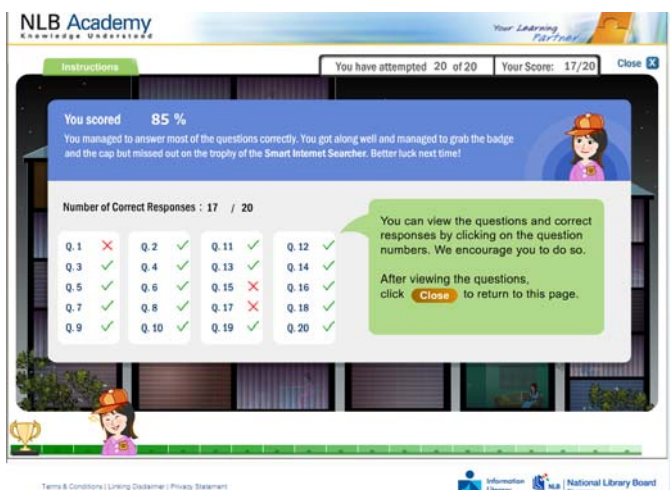 NLB Academy
Knowledge Understood
Your Learning
Partner
Instructions
You have attempted 20 of 20
Your Score: 17/20
Close X
You scored 85 %
You managed to answer most of the questions correctly. You got along well and managed to grab the badge
and the cap but missed out on the trophy of the Smart Internet Searcher. Better luck next time!
Number of Correct Responses : 17 / 20
Q. 1 Q. 2 Q. 11 Q. 12
Q. 3 Q. 4 Q. 13 Q. 14
Q. 5 Q. 6 Q. 15 Q. 16
Q. 7 Q. 8 Q. 17 Q. 18
Q. 9 Q. 10 Q. 19 Q. 20
You can view the questions and correct
responses by clicking on the question
numbers. We encourage you to do so.
After viewing the questions,
click Close to return to this page.
Terms & Conditions | Linking Disclaimer | Privacy Statement
Information
NLB National Library Board